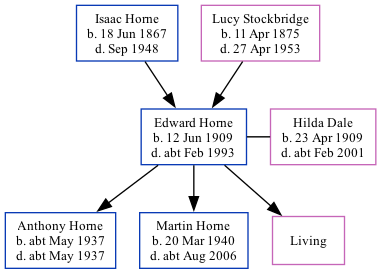 Isaac Horne
b. 18 Jun 1867
d. Sep 1948
Lucy Stockbridge
b. 11 Apr 1875
d. 27 Apr 1953
Edward Horne
b. 12 Jun 1909
d. abt Feb 1993
Hilda Dale
b. 23 Apr 1909
d. abt Feb 2001
Anthony Horne
b. abt May 1937
d. abt May 1937
Martin Horne
b. 20 Mar 1940
d. abt Aug 2006
Living